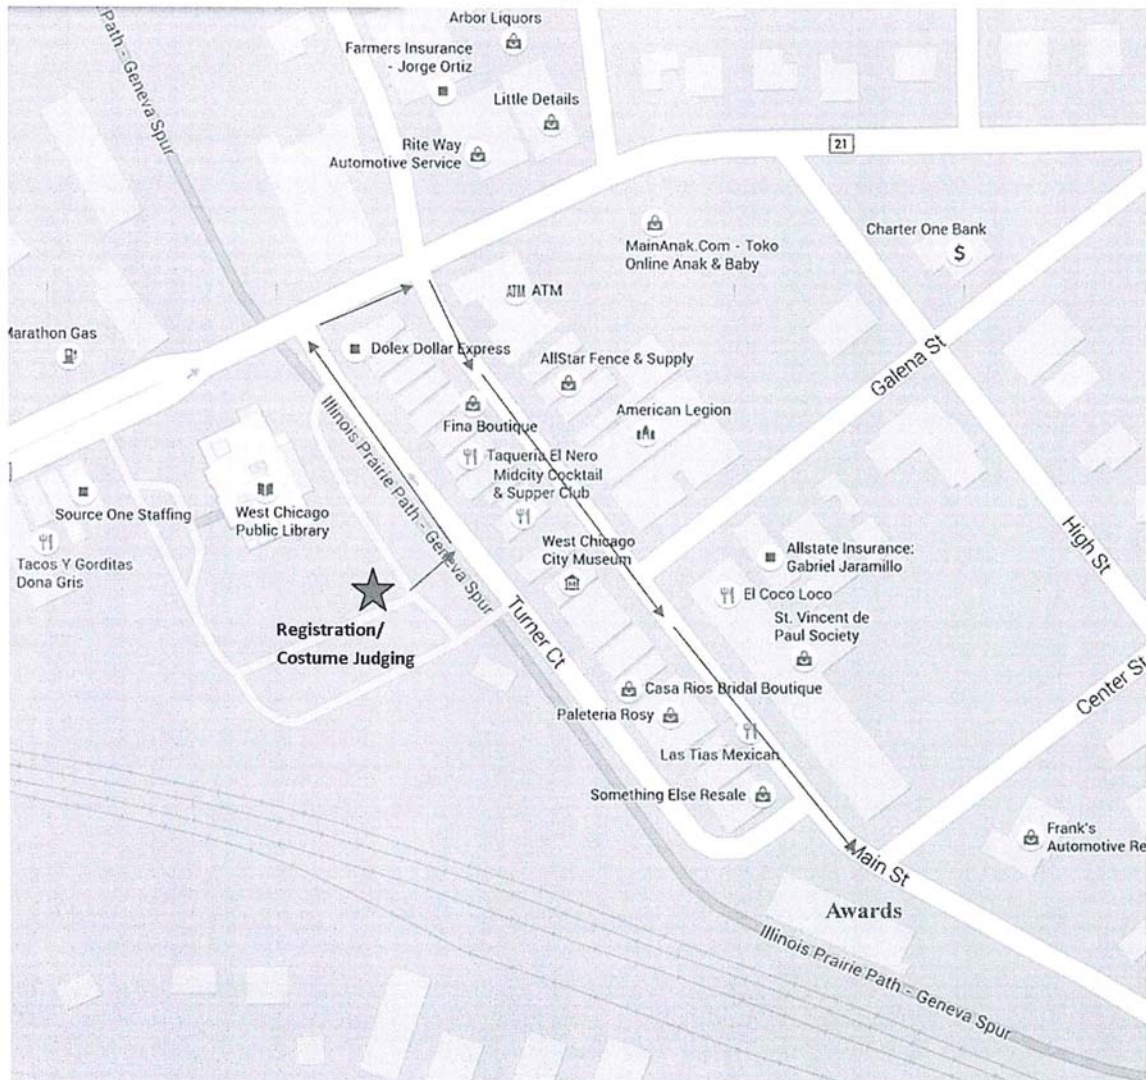 Path - Geneva Spur
Arbor Liquors
Farmers Insurance
- Jorge Ortiz
Little Details
Rite Way
Automotive Service
21
MainAnak.Com - Toko
Online Anak & Baby
Charter One Bank
$
ATM ATM
Marathon Gas
Dolex Dollar Express
AllStar Fence & Supply
Galena St
Fina Boutique
American Legion
Illinois Prairie Path - Geneva Spur
Taqueria El Nero
Midcity Cocktail
& Supper Club
Source One Staffing
West Chicago
Public Library
Tacos Y Gorditas
Dona Gris
West Chicago
City Museum
High St
Allstate Insurance:
Gabriel Jaramillo
El Coco Loco
Registration/
Costume Judging
Turner Ct
St. Vincent de
Paul Society
Center St
Casa Rios Bridal Boutique
Paleteria Rosy
Las Tias Mexican
Something Else Resale
Frank's
Automotive Re
Main St
Awards
Illinois Prairie Path - Geneva Spur